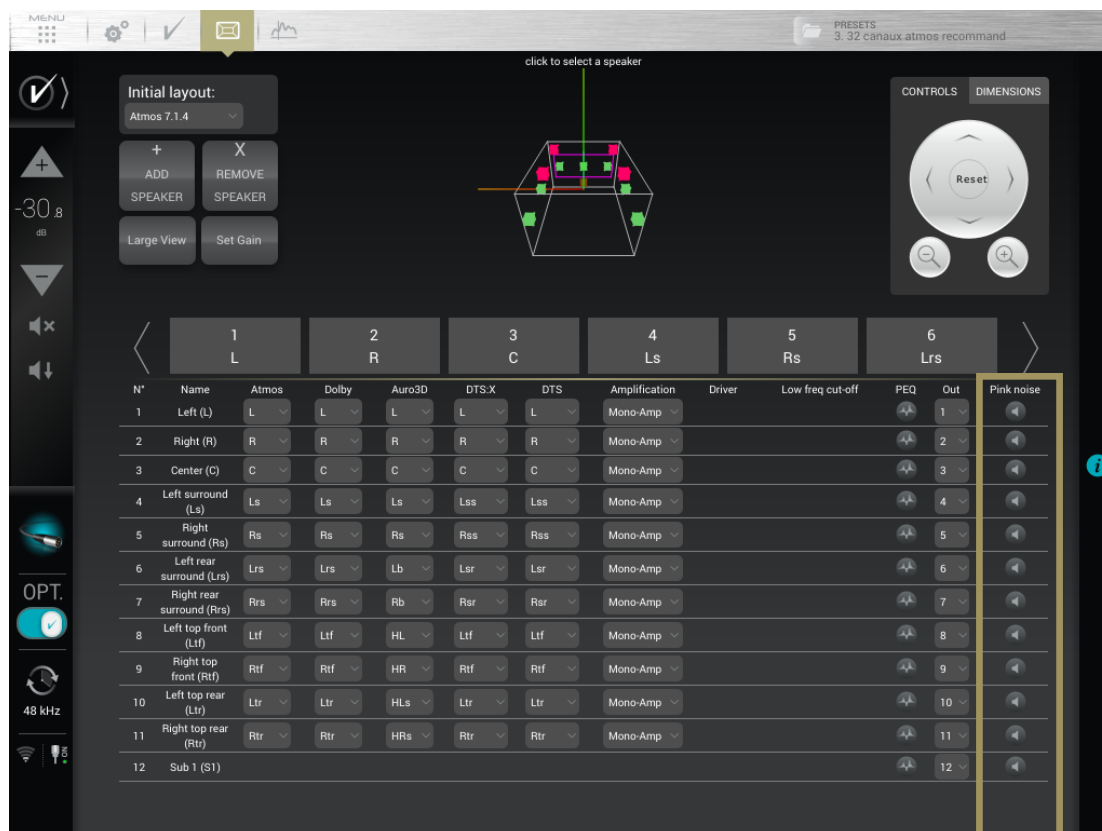 MENU
PRESETS
3. 32 canaux atmos recommand
click to select a speaker
Initial layout:
Atmos 7.1.4
+ X
ADD REMOVE
SPEAKER SPEAKER
Large View Set Gain
CONTROLS DIMENSIONS
Reset
-30.8
dB
OPT.
48 kHz
ON
1 2 3 4 5 6
L R C Ls Rs Lrs
N° Name Atmos Dolby Auro3D DTS:X DTS Amplification Driver Low freq cut-off PEQ Out Pink noise
1 Left (L) L L L L L Mono-Amp 1
2 Right (R) R R R R R Mono-Amp 2
3 Center (C) C C C C C Mono-Amp 3
4 Left surround (Ls) Ls Ls Ls Lss Lss Mono-Amp 4
5 Right surround (Rs) Rs Rs Rs Rss Rss Mono-Amp 5
6 Left rear surround (Lrs) Lrs Lrs Lb Lsr Lsr Mono-Amp 6
7 Right rear surround (Rrs) Rrs Rrs Rb Rsr Rsr Mono-Amp 7
8 Left top front (Ltf) Ltf Ltf HL Ltf Ltf Mono-Amp 8
9 Right top front (Rtf) Rtf Rtf HR Rtf Rtf Mono-Amp 9
10 Left top rear (Ltr) Ltr Ltr HLs Ltr Ltr Mono-Amp 10
11 Right top rear (Rtr) Rtr Rtr HRs Rtr Rtr Mono-Amp 11
12 Sub 1 (S1) 12
i